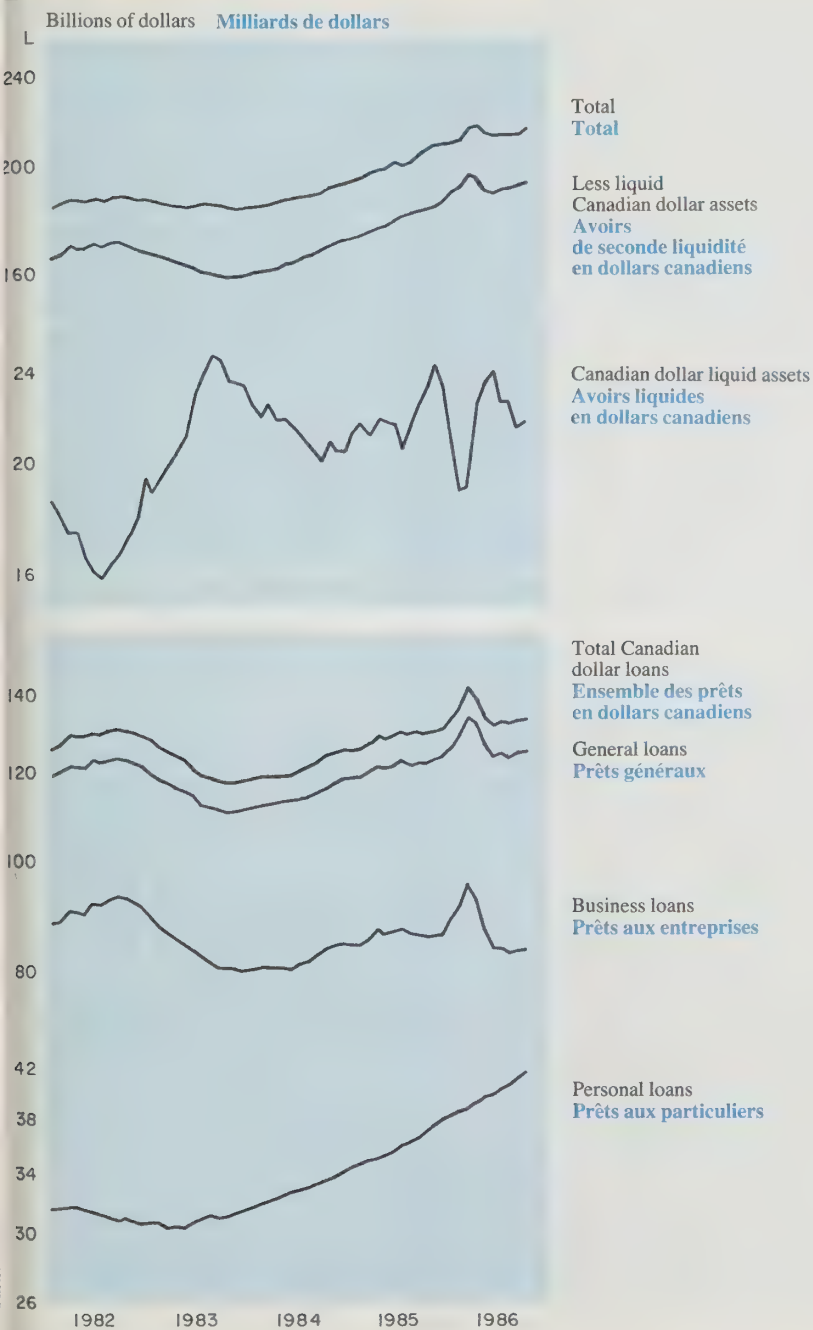 Billions of dollars Milliards de dollars
L
240
200
160
24
20
16
Total
Total
Less liquid
Canadian dollar assets
Avoirs
de seconde liquidité
en dollars canadiens
Canadian dollar liquid assets
Avoirs liquides
en dollars canadiens
140
120
100
80
42
38
34
30
26
Total Canadian
dollar loans
Ensemble des prêts
en dollars canadiens
General loans
Prêts généraux
Business loans
Prêts aux entreprises
Personal loans
Prêts aux particuliers
1982 1983 1984 1985 1986